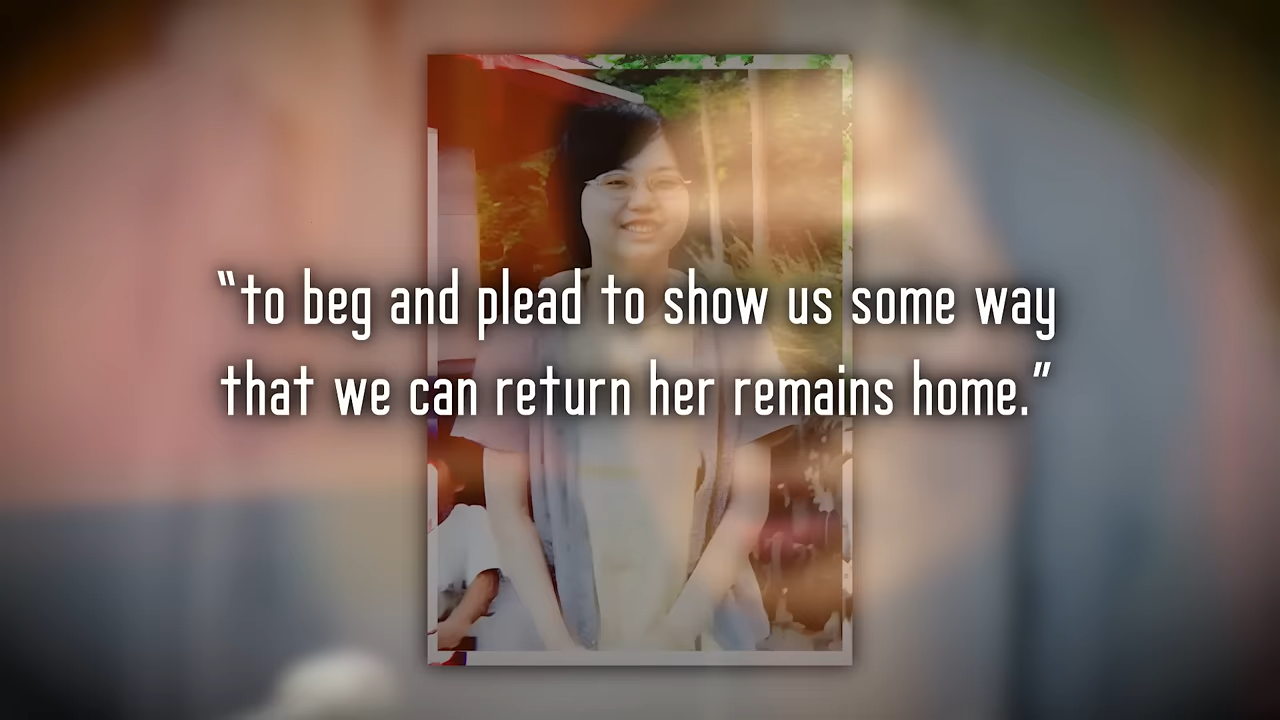 “to beg and plead to show us some way
that we can return her remains home.”